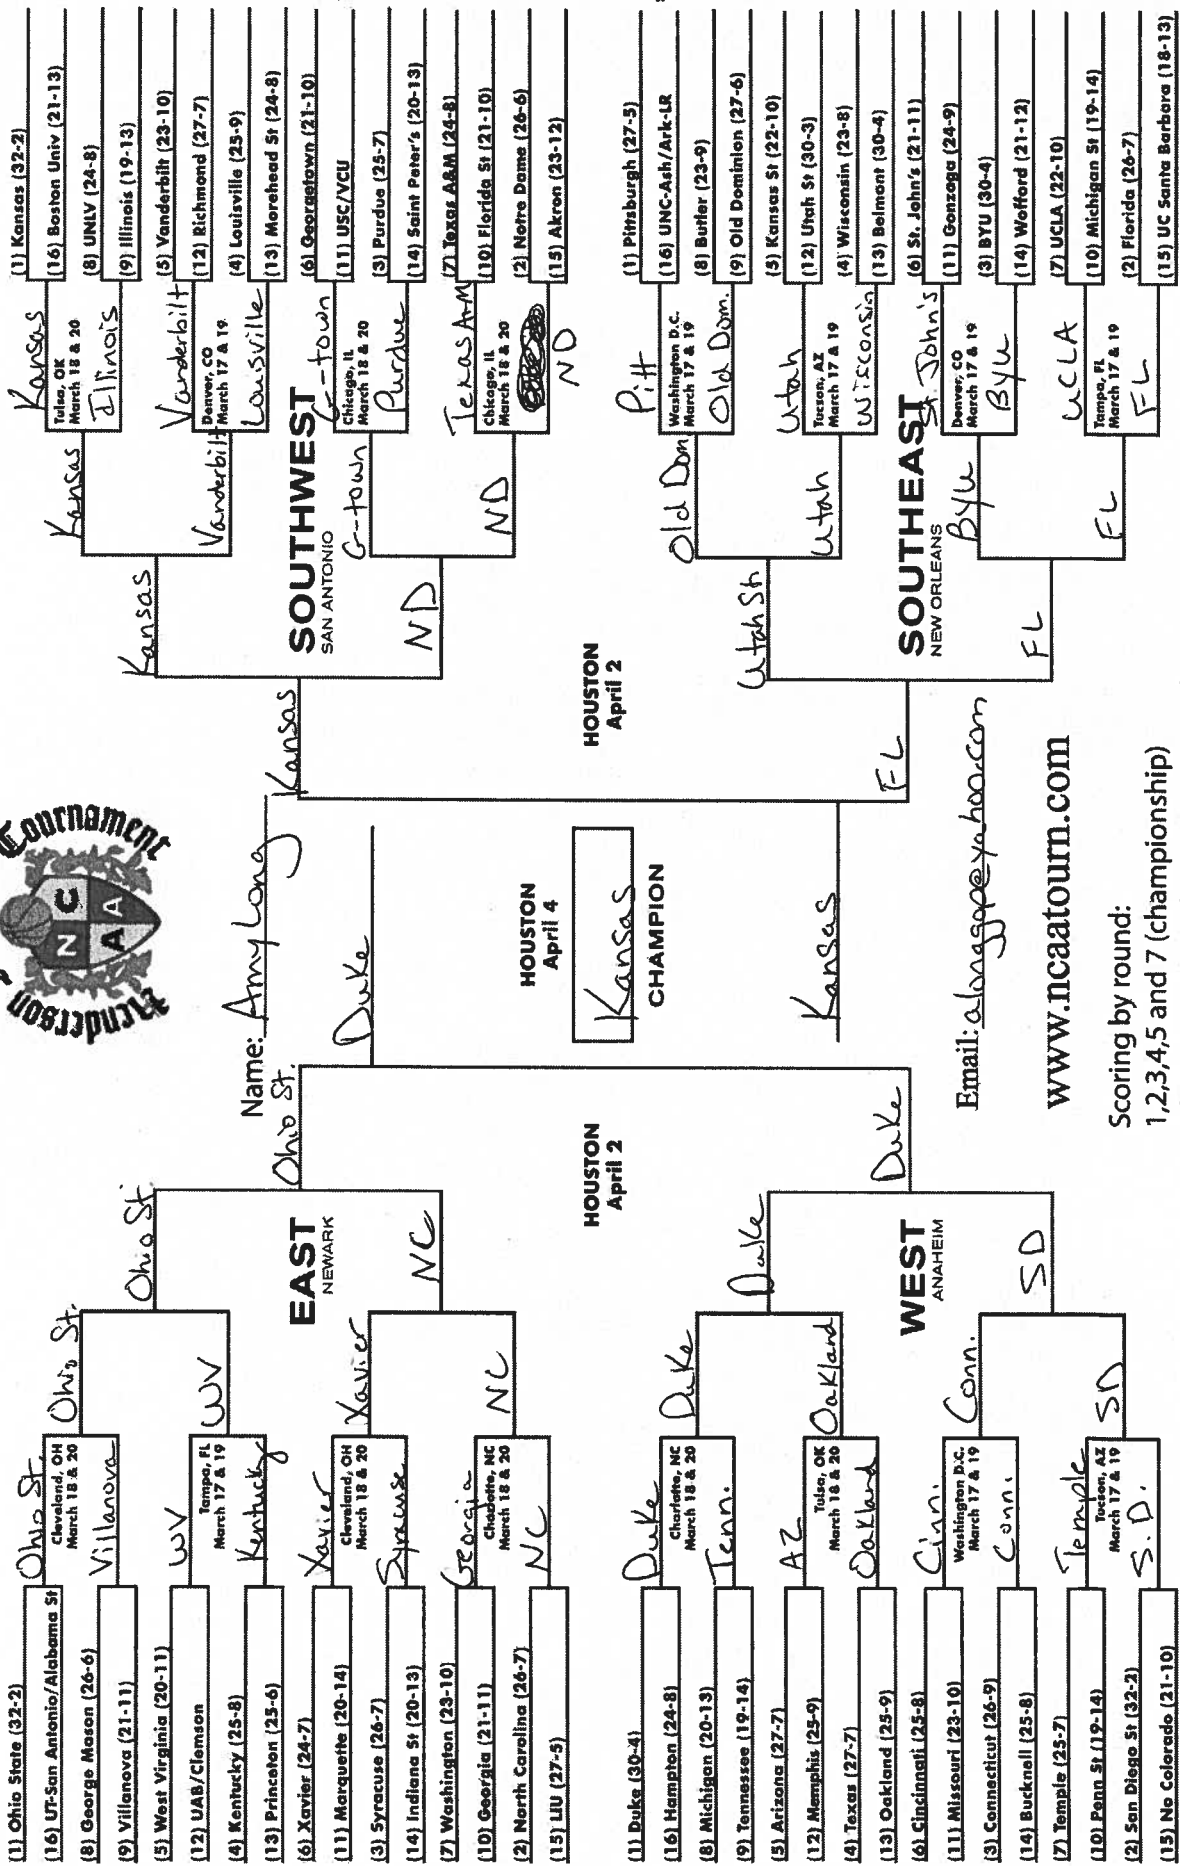 Henderson Tournament
NCAA
Name: Amy Long
(1) Ohio State (32-2)
(16) UT-San Antonio/Alabama St
(8) George Mason (26-6)
(9) Villanova (21-11)
(5) West Virginia (20-11)
(12) UAB/Clemson
(4) Kentucky (25-8)
(13) Princeton (25-6)
(6) Xavier (24-7)
(11) Marquette (20-14)
(3) Syracuse (26-7)
(14) Indiana St (20-13)
(7) Washington (23-10)
(10) Georgia (21-11)
(2) North Carolina (26-7)
(15) LIU (27-5)
Ohio St.
Cleveland, OH
March 18 & 20
Villanova
WV
Tampa, FL
March 17 & 19
Kentucky
Xavier
Cleveland, OH
March 18 & 20
Syracuse
Georgia
Charlotte, NC
March 18 & 20
NC
Ohio St.
WV
Xavier
NC
Ohio St.
EAST
NEWARK
NC
Ohio St.
(1) Duke (30-4)
(16) Hampton (24-8)
(8) Michigan (20-13)
(9) Tennessee (19-14)
(5) Arizona (27-7)
(12) Memphis (25-9)
(4) Texas (27-7)
(13) Oakland (25-9)
(6) Cincinnati (25-8)
(11) Missouri (23-10)
(3) Connecticut (26-9)
(14) Bucknell (25-8)
(7) Temple (25-7)
(10) Penn St (19-14)
(2) San Diego St (32-2)
(15) No Colorado (21-10)
Duke
Charlotte, NC
March 18 & 20
Tenn.
AZ
Tulsa, OK
March 18 & 20
Oakland
Cinn.
Washington D.C.
March 17 & 19
Conn.
Temple
Tucson, AZ
March 17 & 19
S.D.
Duke
Oakland
Conn.
SD
Duke
WEST
ANAHEIM
SD
Duke
HOUSTON
April 2
Duke
HOUSTON
April 4
Kansas
CHAMPION
Kansas
HOUSTON
April 2
Kansas
FL
Kansas
SOUTHWEST
SAN ANTONIO
ND
Kansas
Vanderbilt
G-town
ND
Kansas
Tulsa, OK
March 18 & 20
Illinois
Vanderbilt
Denver, CO
March 17 & 19
Louisville
G-town
Chicago, IL
March 18 & 20
Purdue
Texas A+M
Chicago, IL
March 18 & 20
ND
(1) Kansas (32-2)
(16) Boston Univ (21-13)
(8) UNLV (24-8)
(9) Illinois (19-13)
(5) Vanderbilt (23-10)
(12) Richmond (27-7)
(4) Louisville (25-9)
(13) Morehead St (24-8)
(6) Georgetown (21-10)
(11) USC/VCU
(3) Purdue (25-7)
(14) Saint Peter's (20-13)
(7) Texas A&M (24-8)
(10) Florida St (21-10)
(2) Notre Dame (26-6)
(15) Akron (23-12)
Utah St
SOUTHEAST
NEW ORLEANS
FL
Old Dom
Utah
BYU
FL
Pitt
Washington D.C.
March 17 & 19
Old Dom.
Utah
Tucson, AZ
March 17 & 19
Wisconsin
St. John's
Denver, CO
March 17 & 19
BYU
UCLA
Tampa, FL
March 17 & 19
FL
(1) Pittsburgh (27-5)
(16) UNC-Ash/Ark-LR
(8) Butler (23-9)
(9) Old Dominion (27-6)
(5) Kansas St (22-10)
(12) Utah St (30-3)
(4) Wisconsin (23-8)
(13) Belmont (30-4)
(6) St. John's (21-11)
(11) Gonzaga (24-9)
(3) BYU (30-4)
(14) Wofford (21-12)
(7) UCLA (22-10)
(10) Michigan St (19-14)
(2) Florida (26-7)
(15) UC Santa Barbara (18-13)
Email:
www.ncaatourn.com
Scoring by round:
1,2,3,4,5 and 7 (championship)